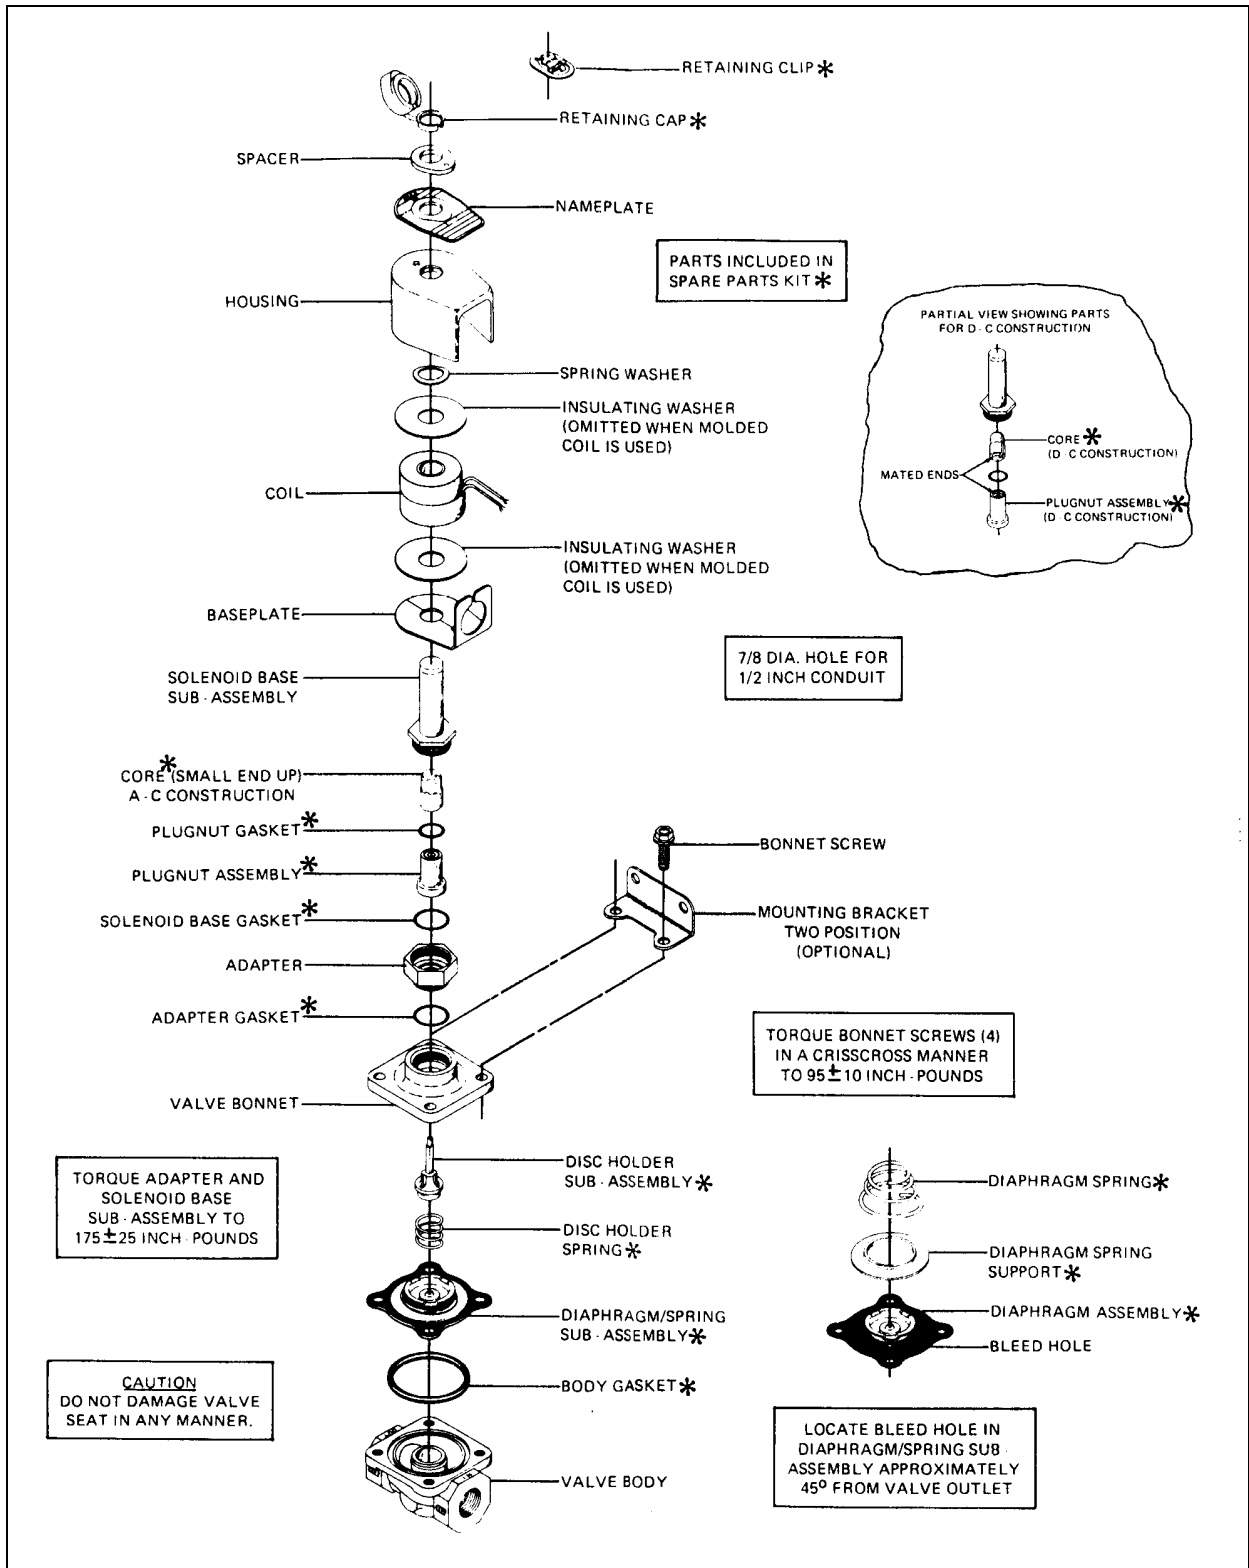 RETAINING CLIP*
RETAINING CAP*
SPACER
NAMEPLATE
PARTS INCLUDED IN
SPARE PARTS KIT*
HOUSING
PARTIAL VIEW SHOWING PARTS
FOR D-C CONSTRUCTION
SPRING WASHER
INSULATING WASHER
(OMITTED WHEN MOLDED
COIL IS USED)
CORE*
(D-C CONSTRUCTION)
MATED ENDS
PLUGNUT ASSEMBLY*
(D-C CONSTRUCTION)
COIL
INSULATING WASHER
(OMITTED WHEN MOLDED
COIL IS USED)
BASEPLATE
7/8 DIA. HOLE FOR
1/2 INCH CONDUIT
SOLENOID BASE
SUB-ASSEMBLY
CORE*(SMALL END UP)
A-C CONSTRUCTION
PLUGNUT GASKET*
BONNET SCREW
PLUGNUT ASSEMBLY*
SOLENOID BASE GASKET*
MOUNTING BRACKET
TWO POSITION
(OPTIONAL)
ADAPTER
ADAPTER GASKET*
TORQUE BONNET SCREWS (4)
IN A CRISSCROSS MANNER
TO 95±10 INCH-POUNDS
VALVE BONNET
DISC HOLDER
SUB-ASSEMBLY*
TORQUE ADAPTER AND
SOLENOID BASE
SUB-ASSEMBLY TO
175±25 INCH-POUNDS
DIAPHRAGM SPRING*
DISC HOLDER
SPRING*
DIAPHRAGM SPRING
SUPPORT*
DIAPHRAGM/SPRING
SUB-ASSEMBLY*
DIAPHRAGM ASSEMBLY*
BLEED HOLE
CAUTION
DO NOT DAMAGE VALVE
SEAT IN ANY MANNER.
BODY GASKET*
LOCATE BLEED HOLE IN
DIAPHRAGM/SPRING SUB-
ASSEMBLY APPROXIMATELY
45° FROM VALVE OUTLET
VALVE BODY